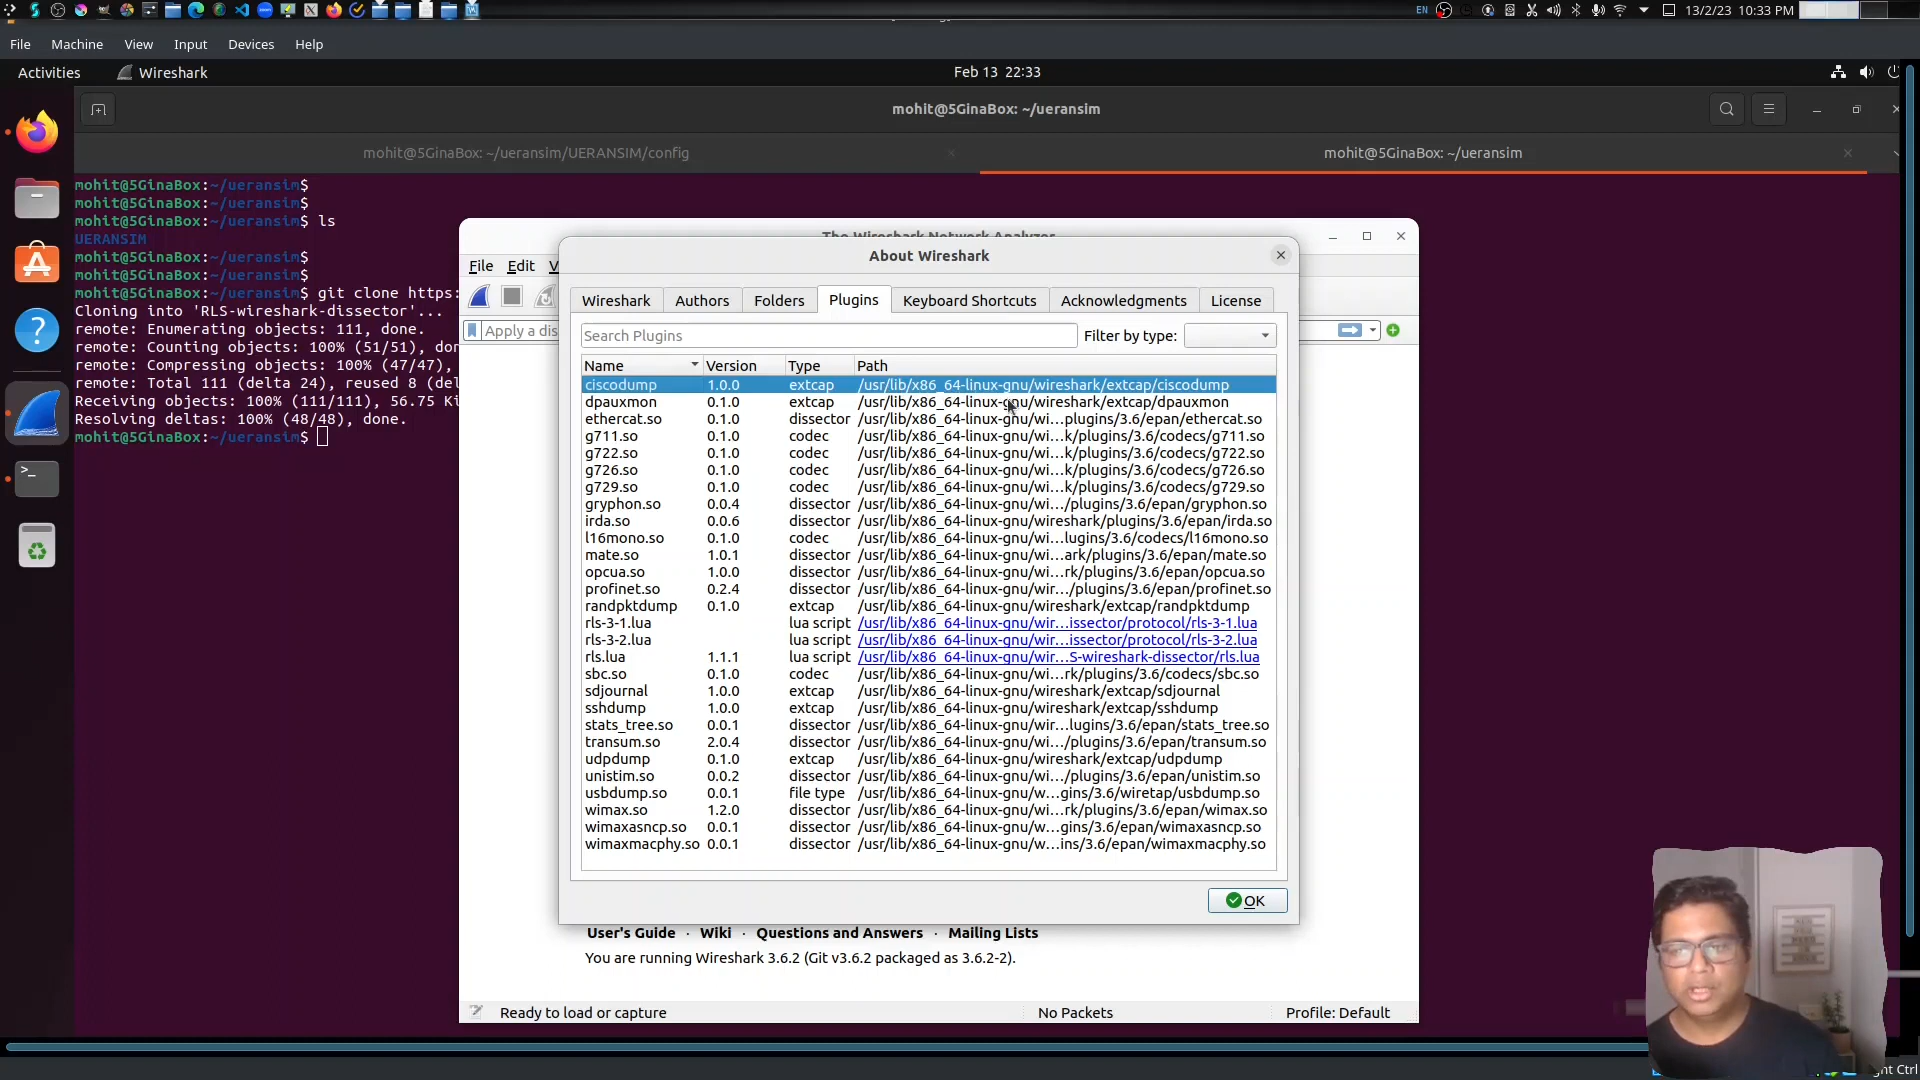 EN 13/2/23 10:33 PM
File Machine View Input Devices Help
Activities Wireshark Feb 13 22:33
mohit@5GinaBox: ~/ueransim
mohit@5GinaBox: ~/ueransim/UERANSIM/config mohit@5GinaBox: ~/ueransim
mohit@5GinaBox:~/ueransim$
mohit@5GinaBox:~/ueransim$
mohit@5GinaBox:~/ueransim$ ls
UERANSIM
mohit@5GinaBox:~/ueransim$
mohit@5GinaBox:~/ueransim$
mohit@5GinaBox:~/ueransim$ git clone https:
Cloning into 'RLS-wireshark-dissector'...
remote: Enumerating objects: 111, done.
remote: Counting objects: 100% (51/51), don
remote: Compressing objects: 100% (47/47),
remote: Total 111 (delta 24), reused 8 (del
Receiving objects: 100% (111/111), 56.75 Ki
Resolving deltas: 100% (48/48), done.
mohit@5GinaBox:~/ueransim$
The Wireshark Network Analyzer
File Edit V
Apply a dis
About Wireshark
Wireshark Authors Folders Plugins Keyboard Shortcuts Acknowledgments License
Search Plugins Filter by type:
Name Version Type Path
ciscodump 1.0.0 extcap /usr/lib/x86_64-linux-gnu/wireshark/extcap/ciscodump
dpauxmon 0.1.0 extcap /usr/lib/x86_64-linux-gnu/wireshark/extcap/dpauxmon
ethercat.so 0.1.0 dissector /usr/lib/x86_64-linux-gnu/wi...plugins/3.6/epan/ethercat.so
g711.so 0.1.0 codec /usr/lib/x86_64-linux-gnu/wi...k/plugins/3.6/codecs/g711.so
g722.so 0.1.0 codec /usr/lib/x86_64-linux-gnu/wi...k/plugins/3.6/codecs/g722.so
g726.so 0.1.0 codec /usr/lib/x86_64-linux-gnu/wi...k/plugins/3.6/codecs/g726.so
g729.so 0.1.0 codec /usr/lib/x86_64-linux-gnu/wi...k/plugins/3.6/codecs/g729.so
gryphon.so 0.0.4 dissector /usr/lib/x86_64-linux-gnu/wi.../plugins/3.6/epan/gryphon.so
irda.so 0.0.6 dissector /usr/lib/x86_64-linux-gnu/wireshark/plugins/3.6/epan/irda.so
l16mono.so 0.1.0 codec /usr/lib/x86_64-linux-gnu/wi...lugins/3.6/codecs/l16mono.so
mate.so 1.0.1 dissector /usr/lib/x86_64-linux-gnu/wi...ark/plugins/3.6/epan/mate.so
opcua.so 1.0.0 dissector /usr/lib/x86_64-linux-gnu/wi...rk/plugins/3.6/epan/opcua.so
profinet.so 0.2.4 dissector /usr/lib/x86_64-linux-gnu/wir.../plugins/3.6/epan/profinet.so
randpktdump 0.1.0 extcap /usr/lib/x86_64-linux-gnu/wireshark/extcap/randpktdump
rls-3-1.lua lua script /usr/lib/x86_64-linux-gnu/wir...issector/protocol/rls-3-1.lua
rls-3-2.lua lua script /usr/lib/x86_64-linux-gnu/wir...issector/protocol/rls-3-2.lua
rls.lua 1.1.1 lua script /usr/lib/x86_64-linux-gnu/wir...S-wireshark-dissector/rls.lua
sbc.so 0.1.0 codec /usr/lib/x86_64-linux-gnu/wi...rk/plugins/3.6/codecs/sbc.so
sdjournal 1.0.0 extcap /usr/lib/x86_64-linux-gnu/wireshark/extcap/sdjournal
sshdump 1.0.0 extcap /usr/lib/x86_64-linux-gnu/wireshark/extcap/sshdump
stats_tree.so 0.0.1 dissector /usr/lib/x86_64-linux-gnu/wir...lugins/3.6/epan/stats_tree.so
transum.so 2.0.4 dissector /usr/lib/x86_64-linux-gnu/wi.../plugins/3.6/epan/transum.so
udpdump 0.1.0 extcap /usr/lib/x86_64-linux-gnu/wireshark/extcap/udpdump
unistim.so 0.0.2 dissector /usr/lib/x86_64-linux-gnu/wi.../plugins/3.6/epan/unistim.so
usbdump.so 0.0.1 file type /usr/lib/x86_64-linux-gnu/w...gins/3.6/wiretap/usbdump.so
wimax.so 1.2.0 dissector /usr/lib/x86_64-linux-gnu/wi...rk/plugins/3.6/epan/wimax.so
wimaxasncp.so 0.0.1 dissector /usr/lib/x86_64-linux-gnu/w...gins/3.6/epan/wimaxasncp.so
wimaxmacphy.so 0.0.1 dissector /usr/lib/x86_64-linux-gnu/w...ins/3.6/epan/wimaxmacphy.so
OK
User's Guide · Wiki · Questions and Answers · Mailing Lists
You are running Wireshark 3.6.2 (Git v3.6.2 packaged as 3.6.2-2).
Ready to load or capture No Packets Profile: Default
ght Ctrl